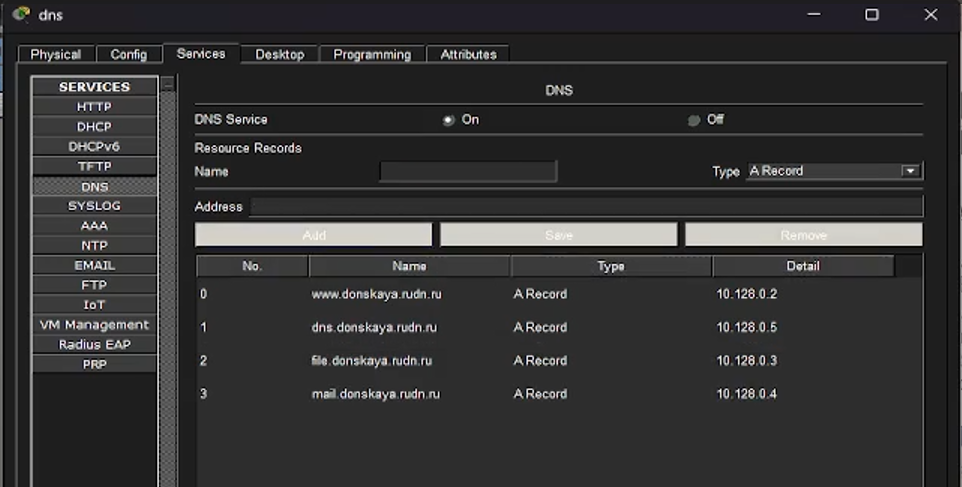 dns
Physical Config Services Desktop Programming Attributes
SERVICES
HTTP
DHCP
DHCPv6
TFTP
DNS
SYSLOG
AAA
NTP
EMAIL
FTP
IoT
VM Management
Radius EAP
PRP
DNS
DNS Service On Off
Resource Records
Name Type A Record
Address
Add Save Remove
No. Name Type Detail
0 www.donskaya.rudn.ru A Record 10.128.0.2
1 dns.donskaya.rudn.ru A Record 10.128.0.5
2 file.donskaya.rudn.ru A Record 10.128.0.3
3 mail.donskaya.rudn.ru A Record 10.128.0.4